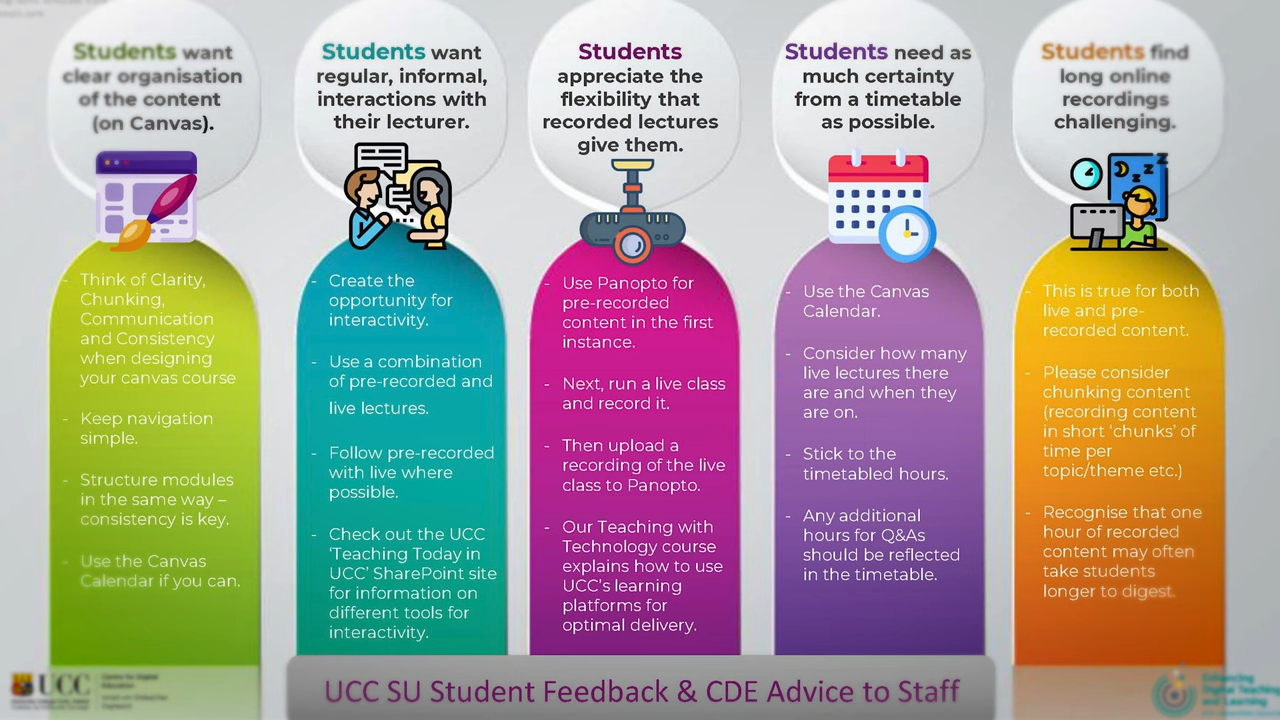 Students want
clear organisation
of the content
(on Canvas).
- Think of Clarity,
Chunking,
Communication
and Consistency
when designing
your canvas course
- Keep navigation
simple.
- Structure modules
in the same way –
consistency is key.
- Use the Canvas
Calendar if you can.
Students want
regular, informal,
interactions with
their lecturer.
- Create the
opportunity for
interactivity.
- Use a combination
of pre-recorded and
live lectures.
- Follow pre-recorded
with live where
possible.
- Check out the UCC
‘Teaching Today in
UCC’ SharePoint site
for information on
different tools for
interactivity.
Students
appreciate the
flexibility that
recorded lectures
give them.
- Use Panopto for
pre-recorded
content in the first
instance.
- Next, run a live class
and record it.
- Then upload a
recording of the live
class to Panopto.
- Our Teaching with
Technology course
explains how to use
UCC’s learning
platforms for
optimal delivery.
Students need as
much certainty
from a timetable
as possible.
- Use the Canvas
Calendar.
- Consider how many
live lectures there
are and when they
are on.
- Stick to the
timetabled hours.
- Any additional
hours for Q&As
should be reflected
in the timetable.
Students find
long online
recordings
challenging.
- This is true for both
live and pre-
recorded content.
- Please consider
chunking content
(recording content
in short ‘chunks’ of
time per
topic/theme etc.)
- Recognise that one
hour of recorded
content may often
take students
longer to digest.
UCC
Centre for Digital
Education
UCC SU Student Feedback & CDE Advice to Staff
Enhancing
Digital Teaching
and Learning